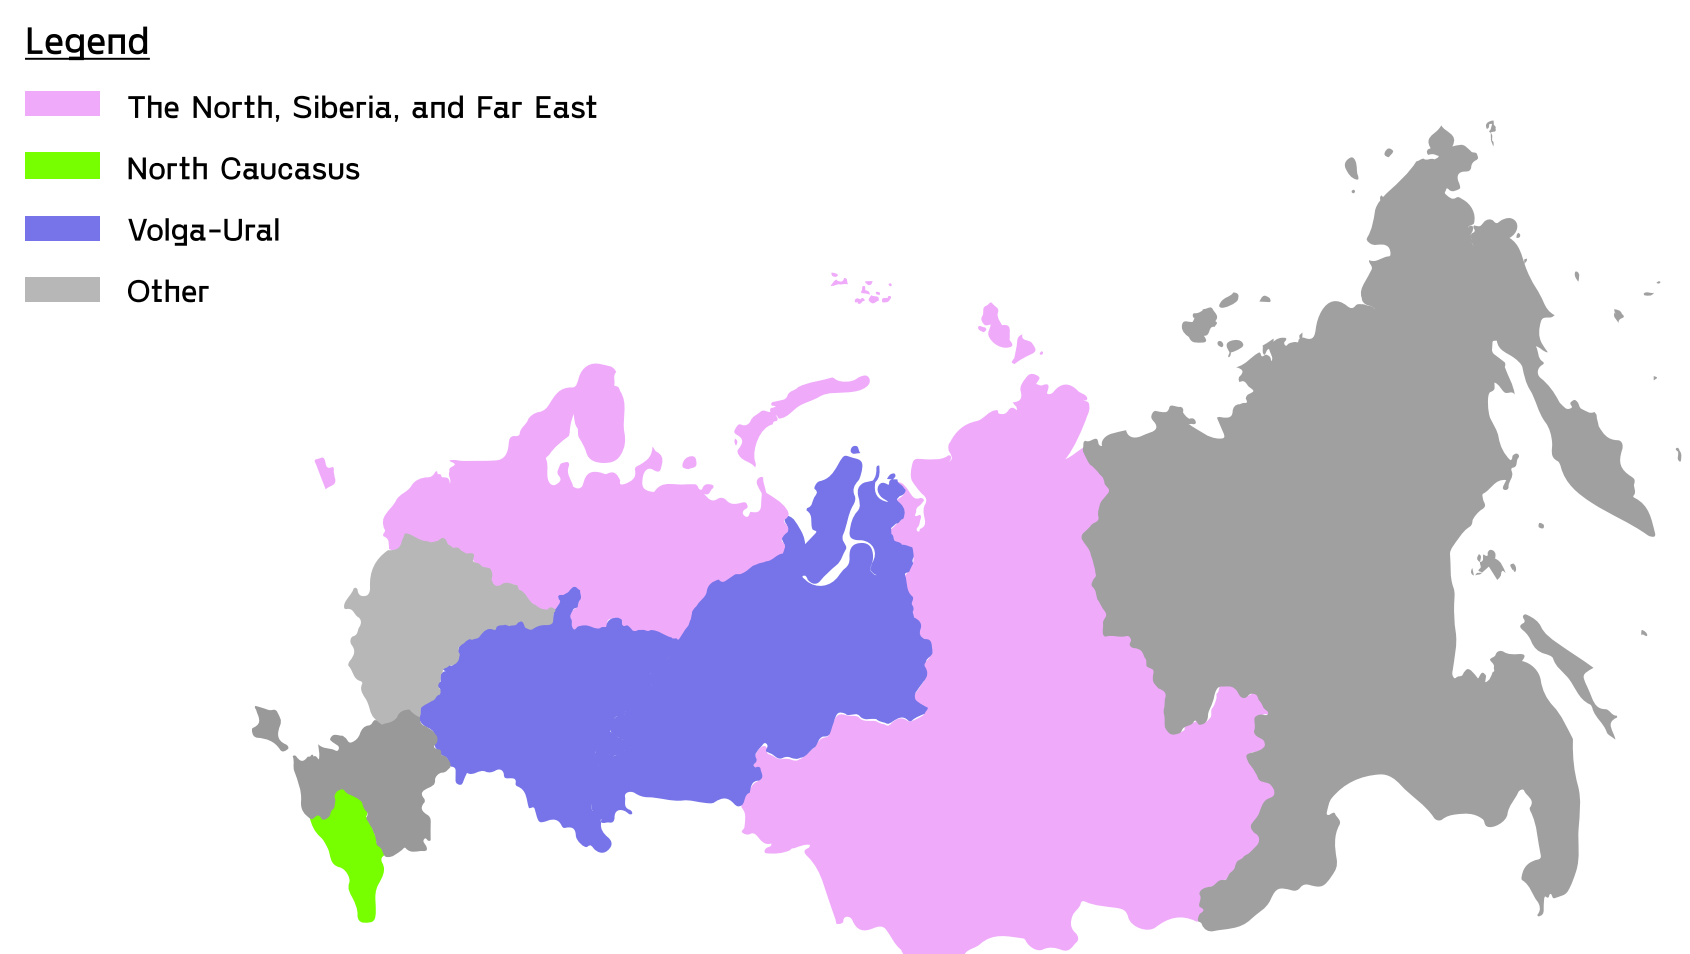 Legend
The North, Siberia, and Far East
North Caucasus
Volga-Ural
Other